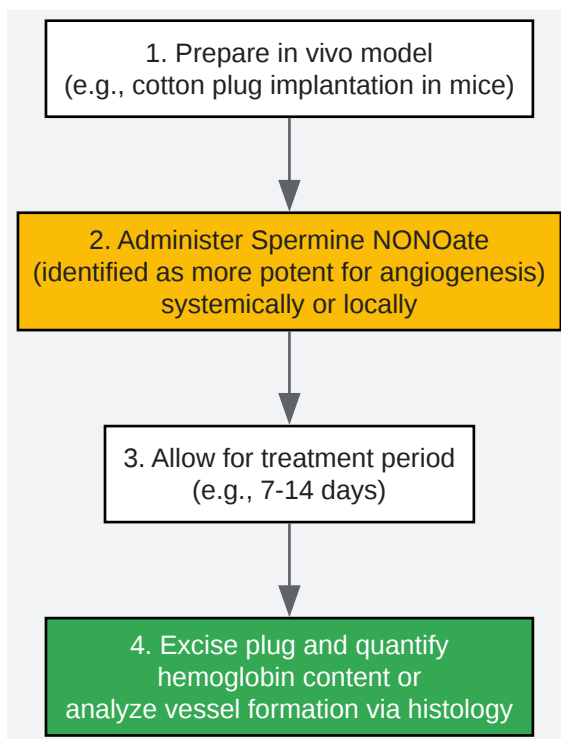 1. Prepare in vivo model
(e.g., cotton plug implantation in mice)
2. Administer Spermine NONOate
(identified as more potent for angiogenesis)
systemically or locally
3. Allow for treatment period
(e.g., 7-14 days)
4. Excise plug and quantify
hemoglobin content or
analyze vessel formation via histology